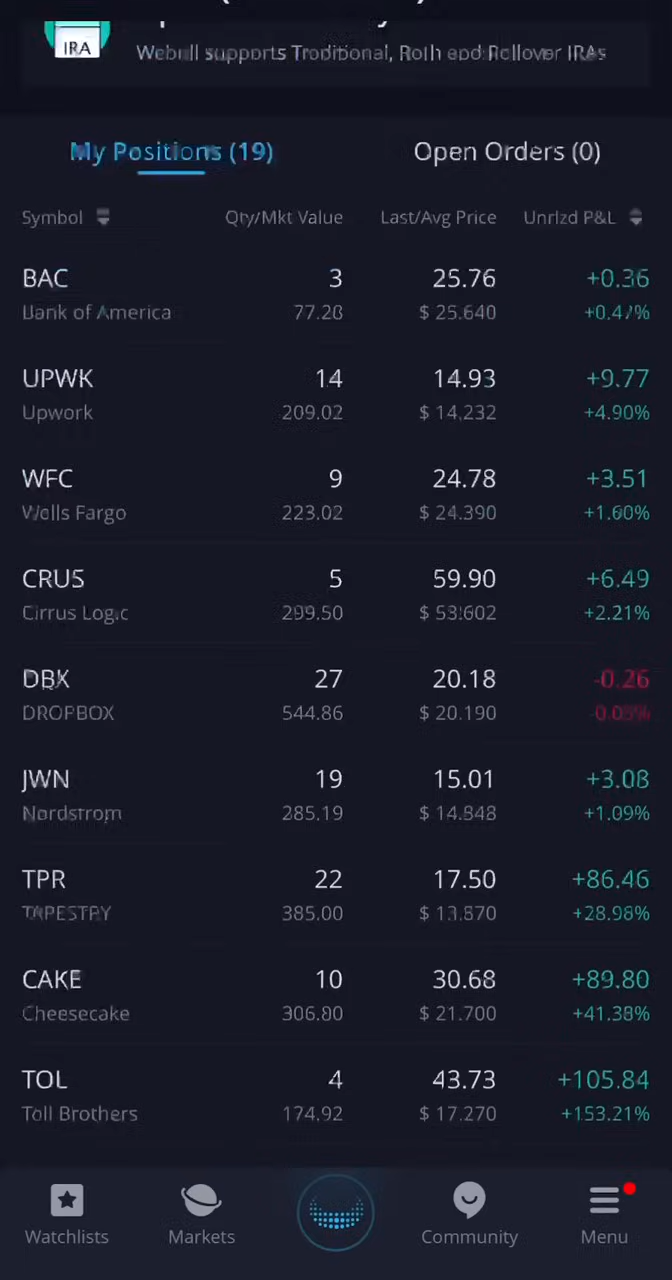 IRA
Webull supports Traditional, Roth and Rollover IRAs
My Positions (19) Open Orders (0)
Symbol Qty/Mkt Value Last/Avg Price Unrlzd P&L
BAC 3 25.76 +0.36
Bank of America 77.28 $ 25.640 +0.47%
UPWK 14 14.93 +9.77
Upwork 209.02 $ 14.232 +4.90%
WFC 9 24.78 +3.51
Wells Fargo 223.02 $ 24.390 +1.60%
CRUS 5 59.90 +6.49
Cirrus Logic 299.50 +2.21%
DBX 27 20.18 -0.26
DROPBOX 544.86 $ 20.190
JWN 19 15.01 +3.08
Nordstrom 285.19 $ 14.848 +1.09%
TPR 22 17.50 +86.46
TAPESTRY 385.00 $ 13.570 +28.98%
CAKE 10 30.68 +89.80
Cheesecake 306.80 $ 21.700 +41.38%
TOL 4 43.73 +105.84
Toll Brothers 174.92 $ 17.270 +153.21%
Watchlists Markets Community Menu